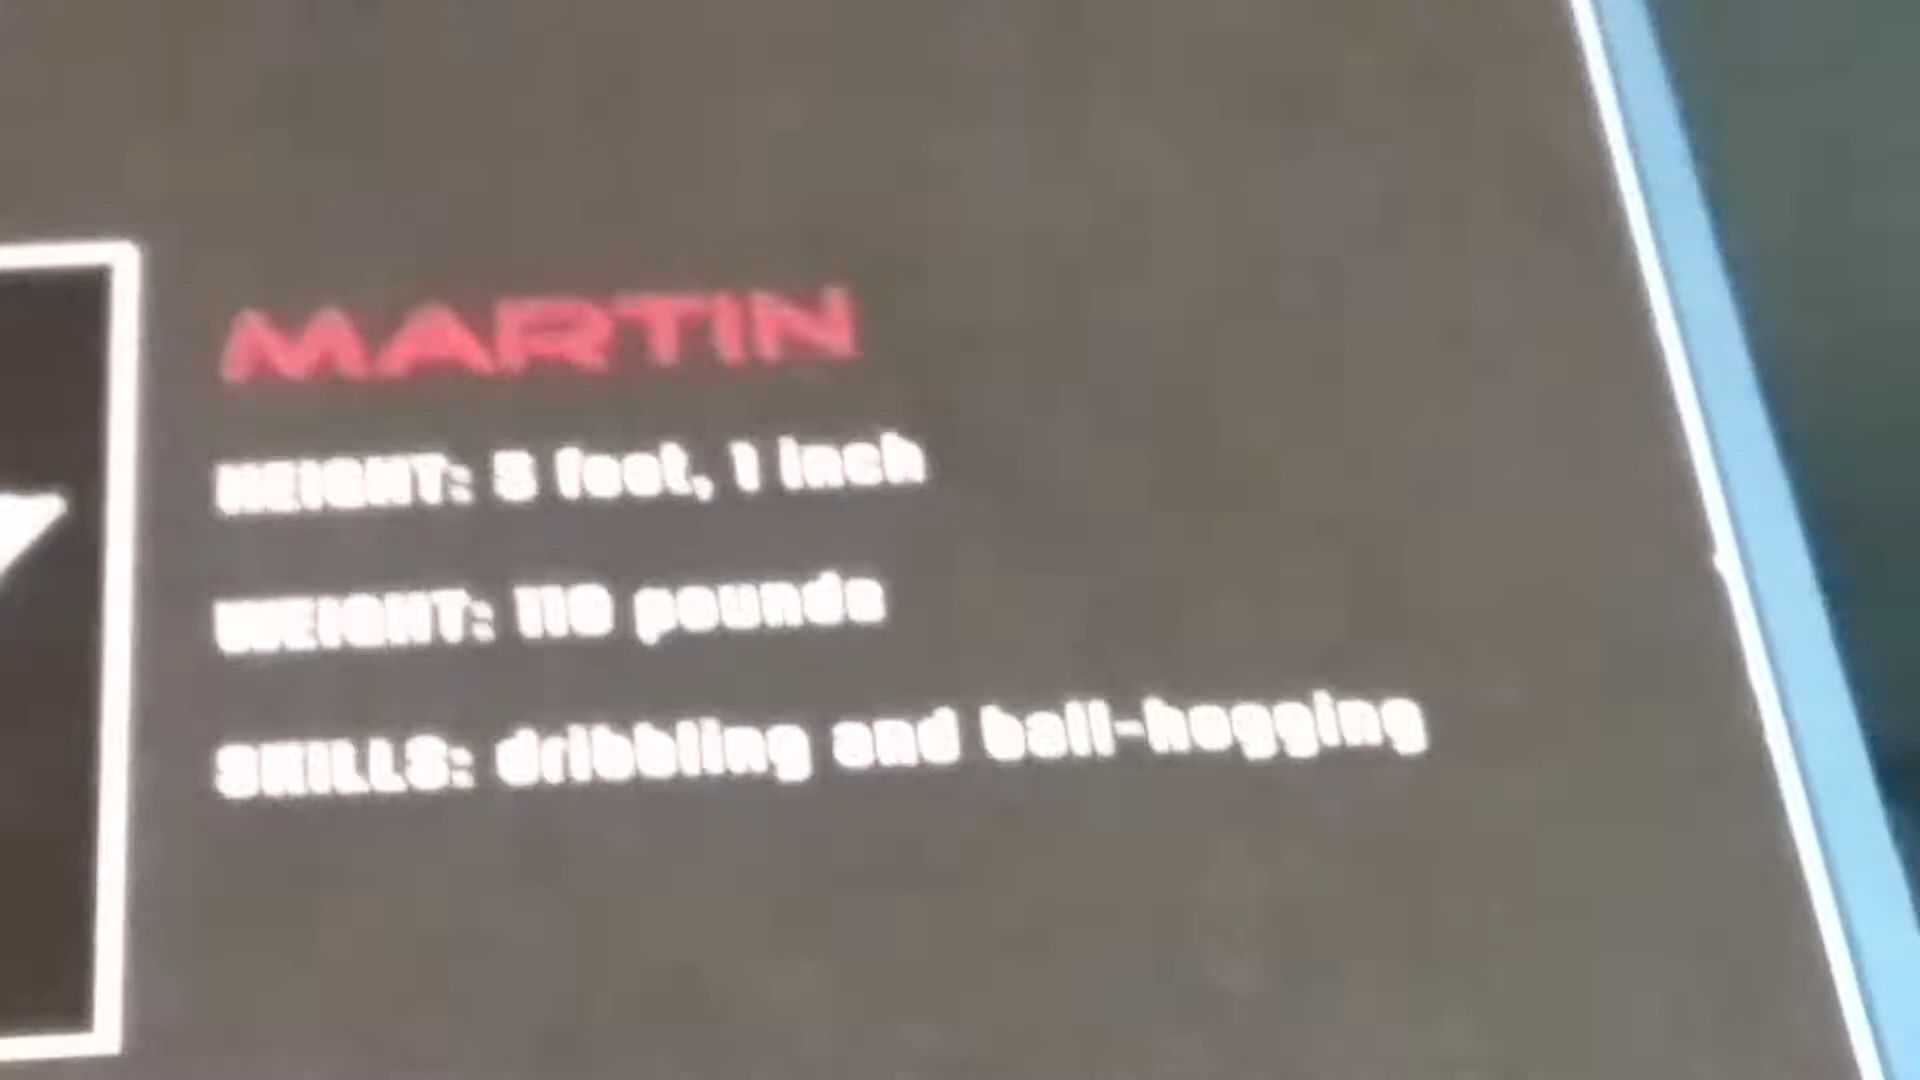 MARTIN
HEIGHT: 5 feet, 1 inch
WEIGHT: 110 pounds
SKILLS: dribbling and ball-hogging